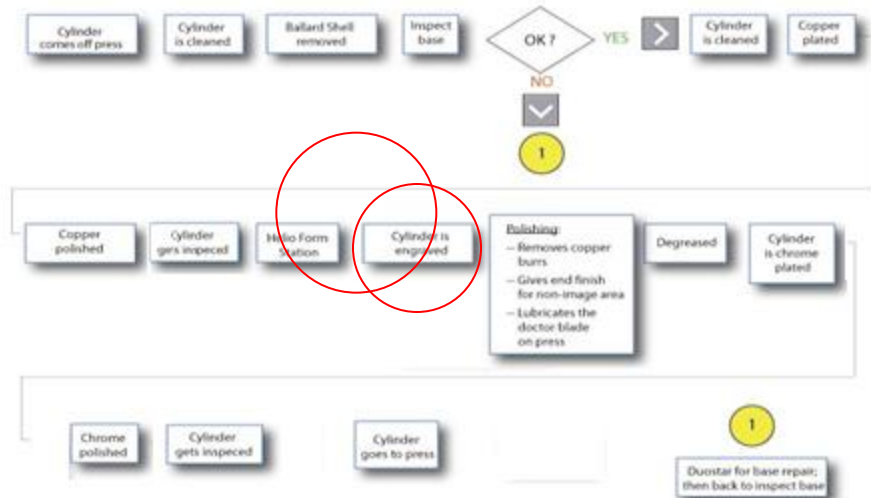 Cylinder
comes off press
Cylinder
is cleaned
Ballard Shell
removed
Inspect
base
OK ?
YES
Cylinder
is cleaned
Copper
plated
NO
1
Copper
polished
Cylinder
gets inspeced
Helio Form
Station
Cylinder is
engraved
Polishing:
– Removes copper
burrs
– Gives end finish
for non-image area
– Lubricates the
doctor blade
on press
Degreased
Cylinder
is chrome
plated
Chrome
polished
Cylinder
gets inspeced
Cylinder
goes to press
1
Duostar for base repair;
then back to inspect base